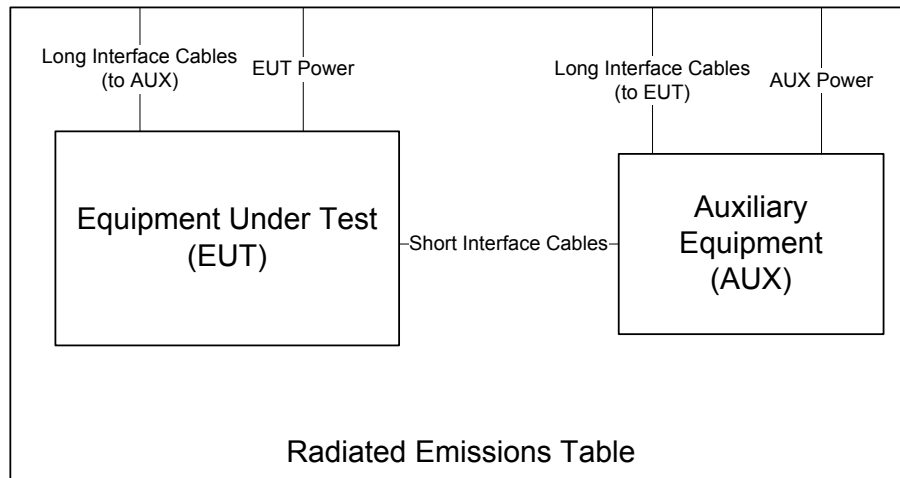 Long Interface Cables
(to AUX)
EUT Power
Long Interface Cables
(to EUT)
AUX Power
Equipment Under Test
(EUT)
Short Interface Cables
Auxiliary
Equipment
(AUX)
Radiated Emissions Table